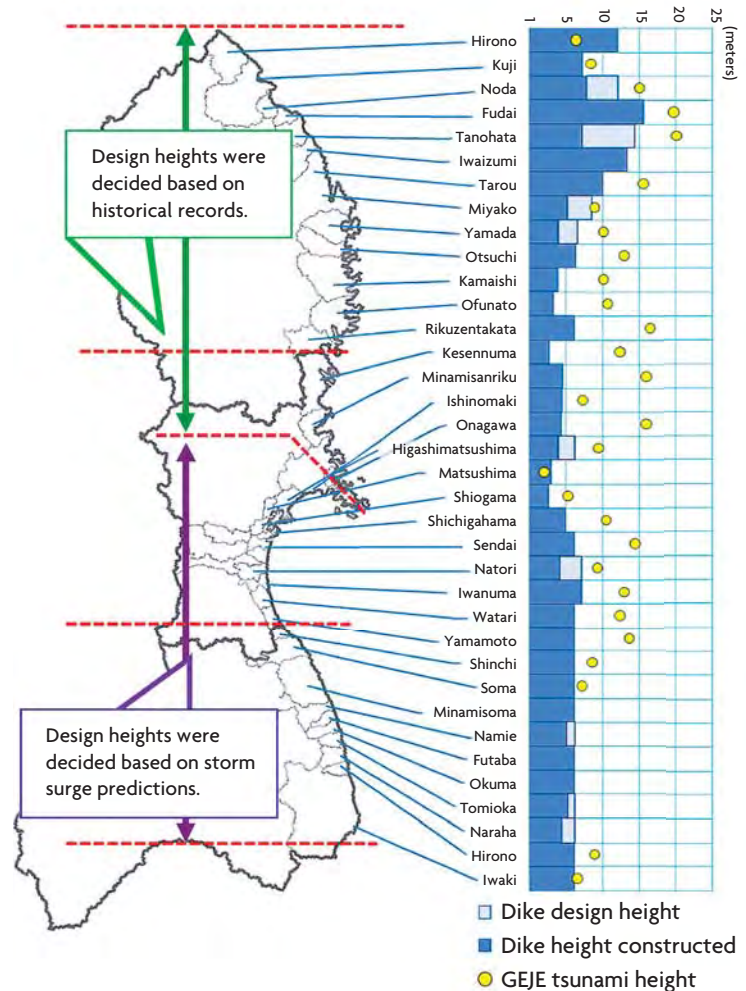 1
5
10
15
20
25
(meters)
Hirono
Kuji
Noda
Fudai
Tanohata
Iwaizumi
Tarou
Miyako
Yamada
Otsuchi
Kamaishi
Ofunato
Rikuzentakata
Kesennuma
Minamisanriku
Ishinomaki
Onagawa
Higashimatsushima
Matsushima
Shiogama
Shichigahama
Sendai
Natori
Iwanuma
Watari
Yamamoto
Shinchi
Soma
Minamisoma
Namie
Futaba
Okuma
Tomioka
Naraha
Hirono
Iwaki
Design heights were
decided based on
historical records.
Design heights were
decided based on storm
surge predictions.
Dike design height
Dike height constructed
GEJE tsunami height